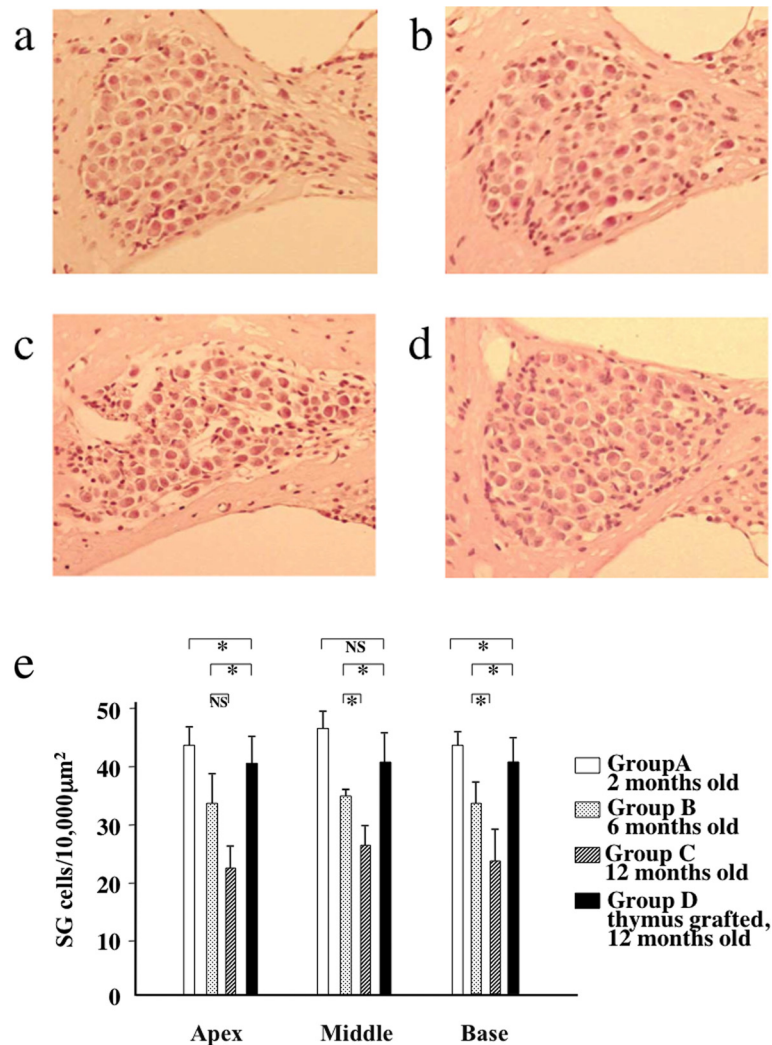 a
b
c
d
e
*
NS
*
*
*
*
NS
*
*
50
40
30
20
10
0
SG cells/10,000μm²
Apex
Middle
Base
GroupA
2 months old
Group B
6 months old
Group C
12 months old
Group D
thymus grafted,
12 months old